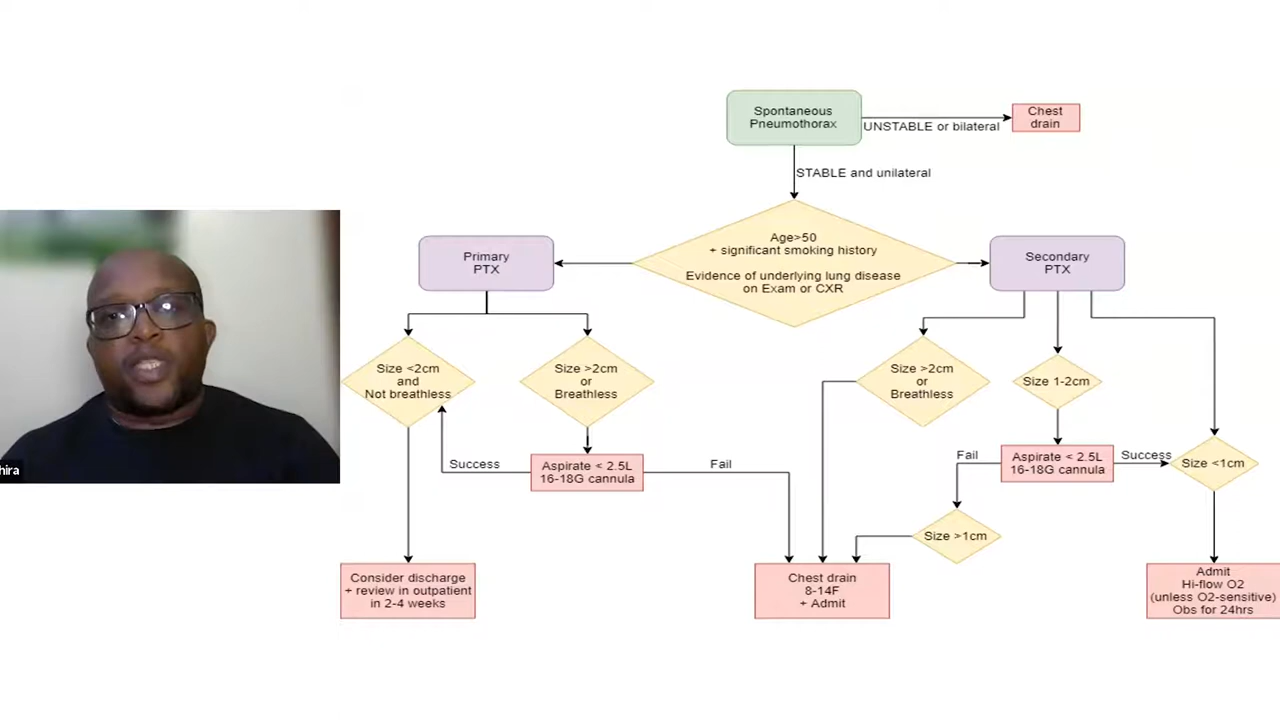 Spontaneous
Pneumothorax
UNSTABLE or bilateral
Chest
drain
STABLE and unilateral
Age>50
+ significant smoking history
Evidence of underlying lung disease
on Exam or CXR
Primary
PTX
Secondary
PTX
Size <2cm
and
Not breathless
Size >2cm
or
Breathless
Size >2cm
or
Breathless
Size 1-2cm
Success
Aspirate < 2.5L
16-18G cannula
Fail
Fail
Aspirate < 2.5L
16-18G cannula
Success
Size <1cm
Size >1cm
Consider discharge
+ review in outpatient
in 2-4 weeks
Chest drain
8-14F
+ Admit
Admit
Hi-flow O2
(unless O2-sensitive)
Obs for 24hrs
hira